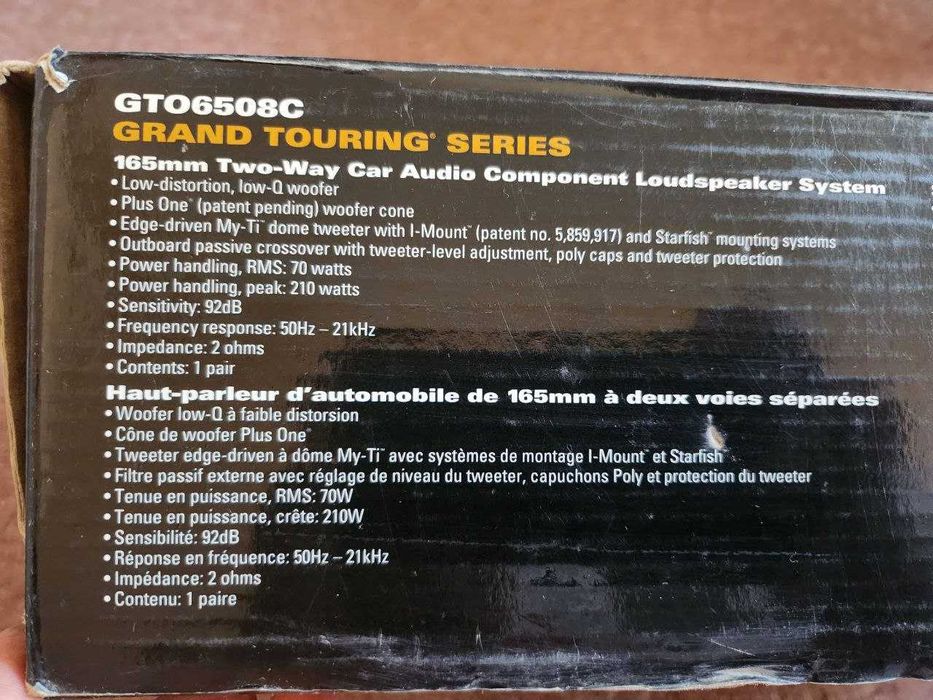 GTO6508C
GRAND TOURING® SERIES
165mm Two-Way Car Audio Component Loudspeaker System
• Low-distortion, low-Q woofer
• Plus One™ (patent pending) woofer cone
• Edge-driven My-Ti™ dome tweeter with I-Mount™ (patent no. 5,859,917) and Starfish™ mounting systems
• Outboard passive crossover with tweeter-level adjustment, poly caps and tweeter protection
• Power handling, RMS: 70 watts
• Power handling, peak: 210 watts
• Sensitivity: 92dB
• Frequency response: 50Hz – 21kHz
• Impedance: 2 ohms
• Contents: 1 pair
Haut-parleur d'automobile de 165mm à deux voies séparées
• Woofer low-Q à faible distorsion
• Cône de woofer Plus One™
• Tweeter edge-driven à dôme My-Ti™ avec systèmes de montage I-Mount™ et Starfish™
• Filtre passif externe avec réglage de niveau du tweeter, capuchons Poly et protection du tweeter
• Tenue en puissance, RMS: 70W
• Tenue en puissance, crête: 210W
• Sensibilité: 92dB
• Réponse en fréquence: 50Hz – 21kHz
• Impédance: 2 ohms
• Contenu: 1 paire